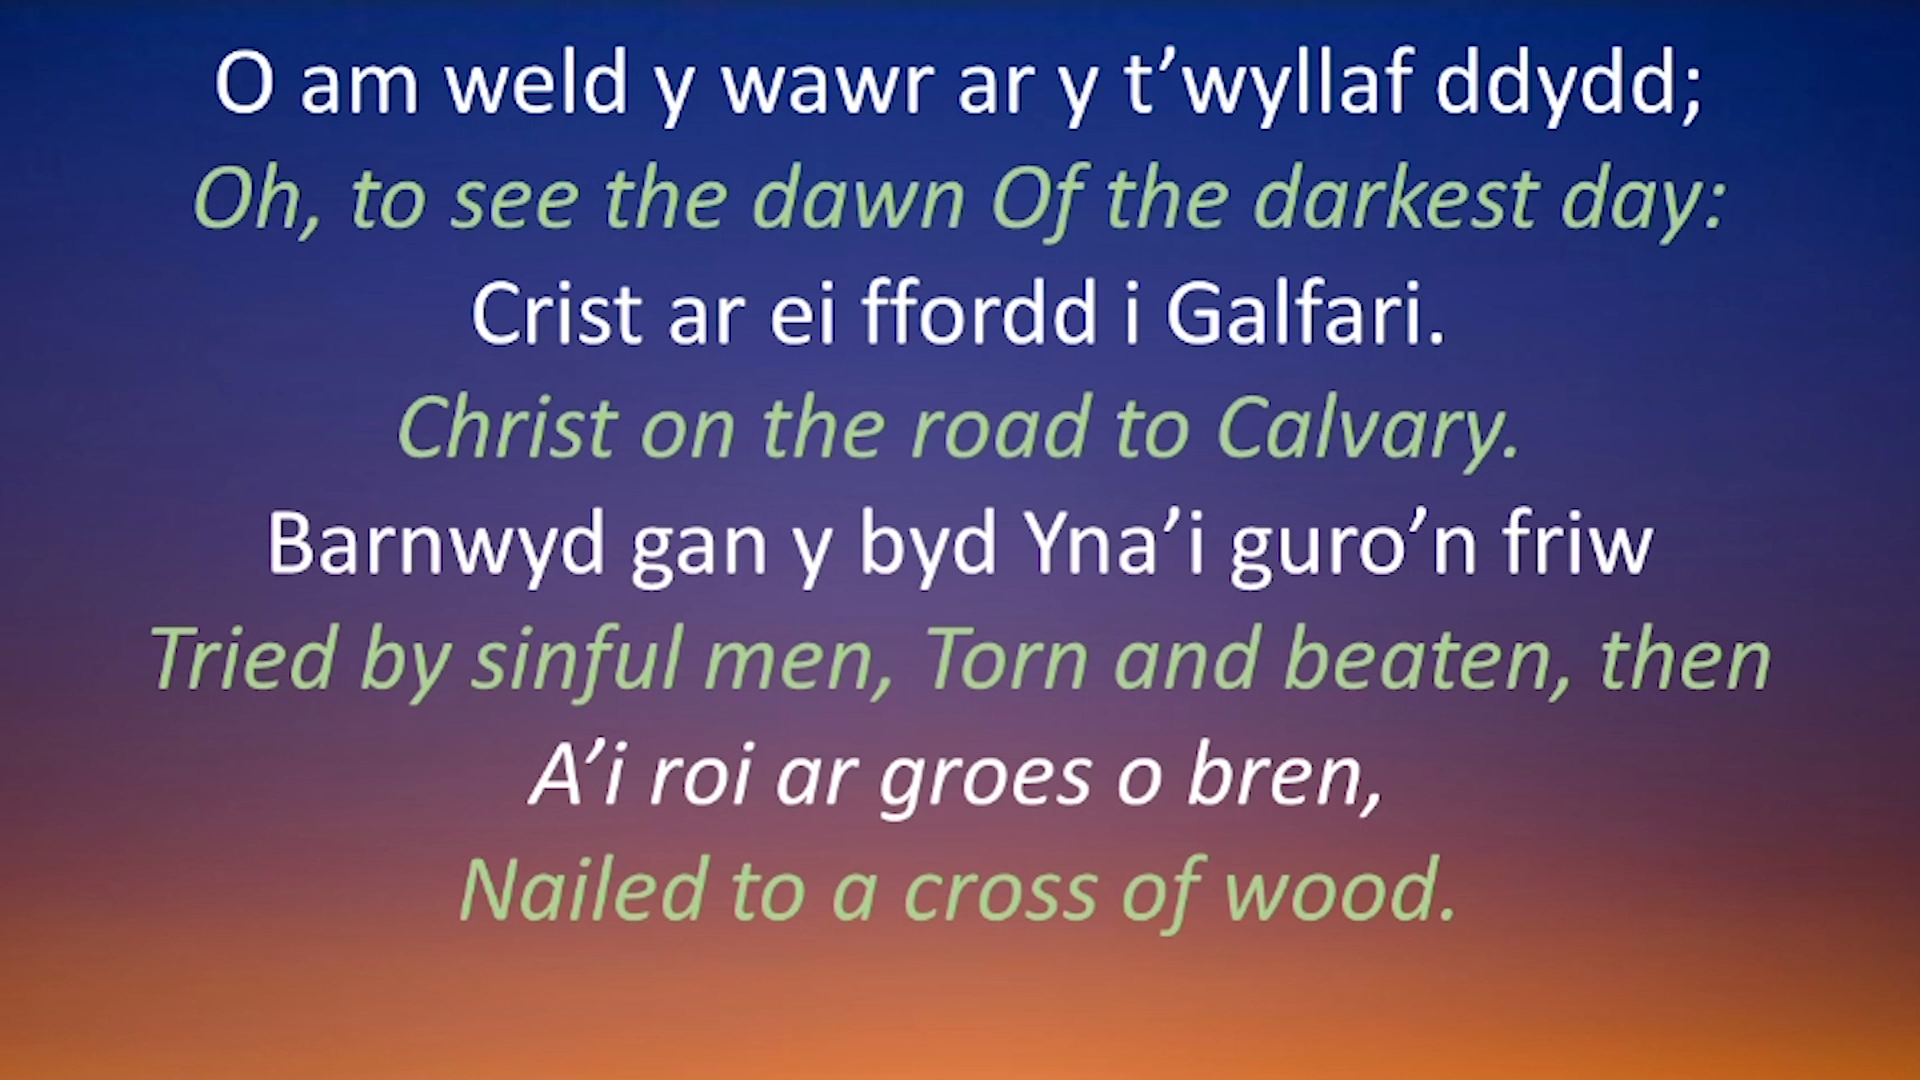 O am weld y wawr ar y t’wyllaf ddydd;
Oh, to see the dawn Of the darkest day:
Crist ar ei ffordd i Galfari.
Christ on the road to Calvary.
Barnwyd gan y byd Yna’i guro’n friw
Tried by sinful men, Torn and beaten, then
A’i roi ar groes o bren,
Nailed to a cross of wood.